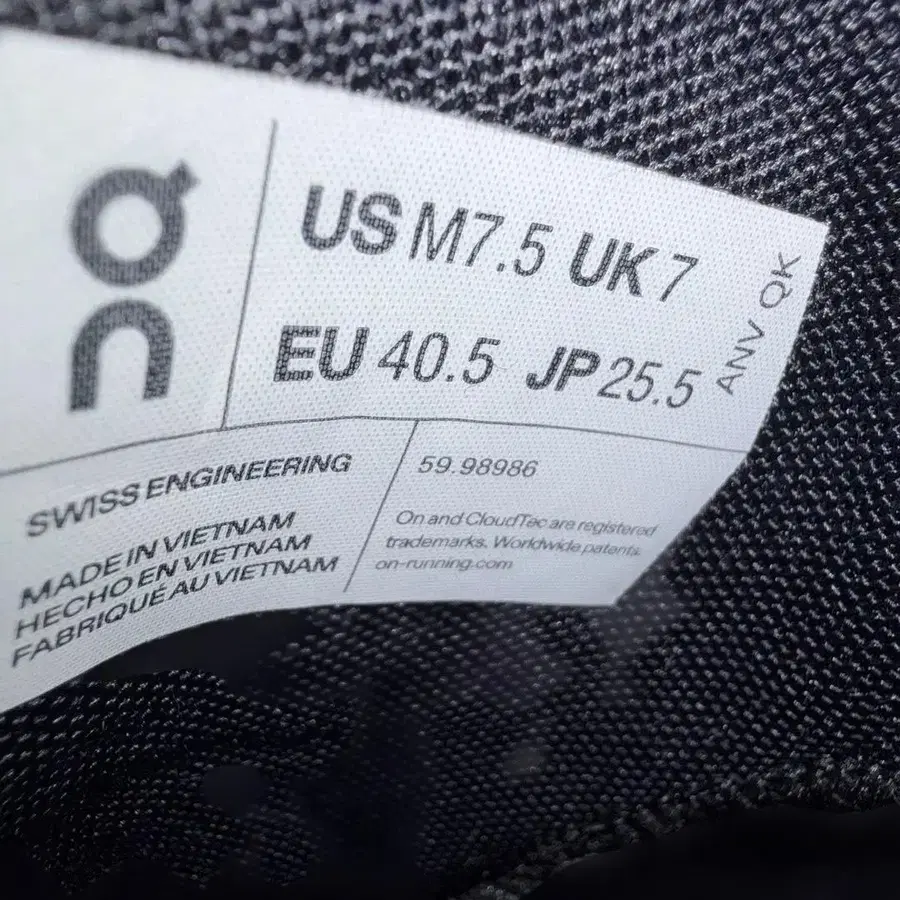 on
US M7.5 UK 7
EU 40.5 JP 25.5
ANV QK
SWISS ENGINEERING
MADE IN VIETNAM
HECHO EN VIETNAM
FABRIQUÉ AU VIETNAM
59.98986
On and CloudTec are registered
trademarks. Worldwide patents.
on-running.com